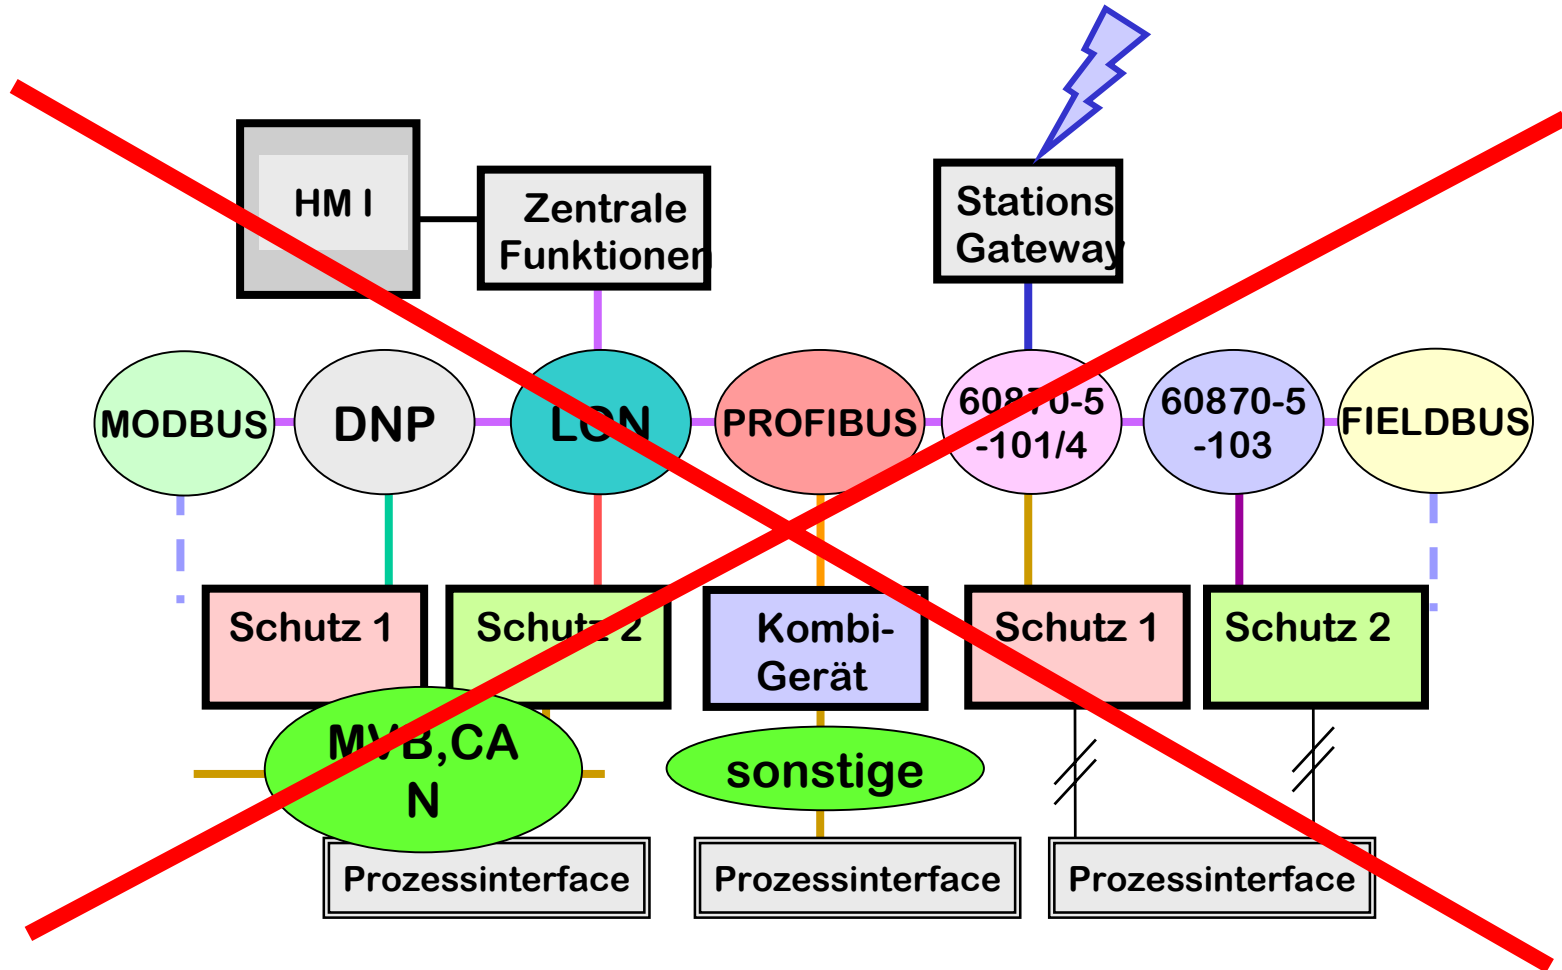 HM I
Zentrale
Funktionen
Stations
Gateway
MODBUS
DNP
LON
PROFIBUS
60870-5
-101/4
60870-5
-103
FIELDBUS
Schutz 1
Schutz 2
Kombi-
Gerät
Schutz 1
Schutz 2
MVB,CA
N
sonstige
Prozessinterface
Prozessinterface
Prozessinterface